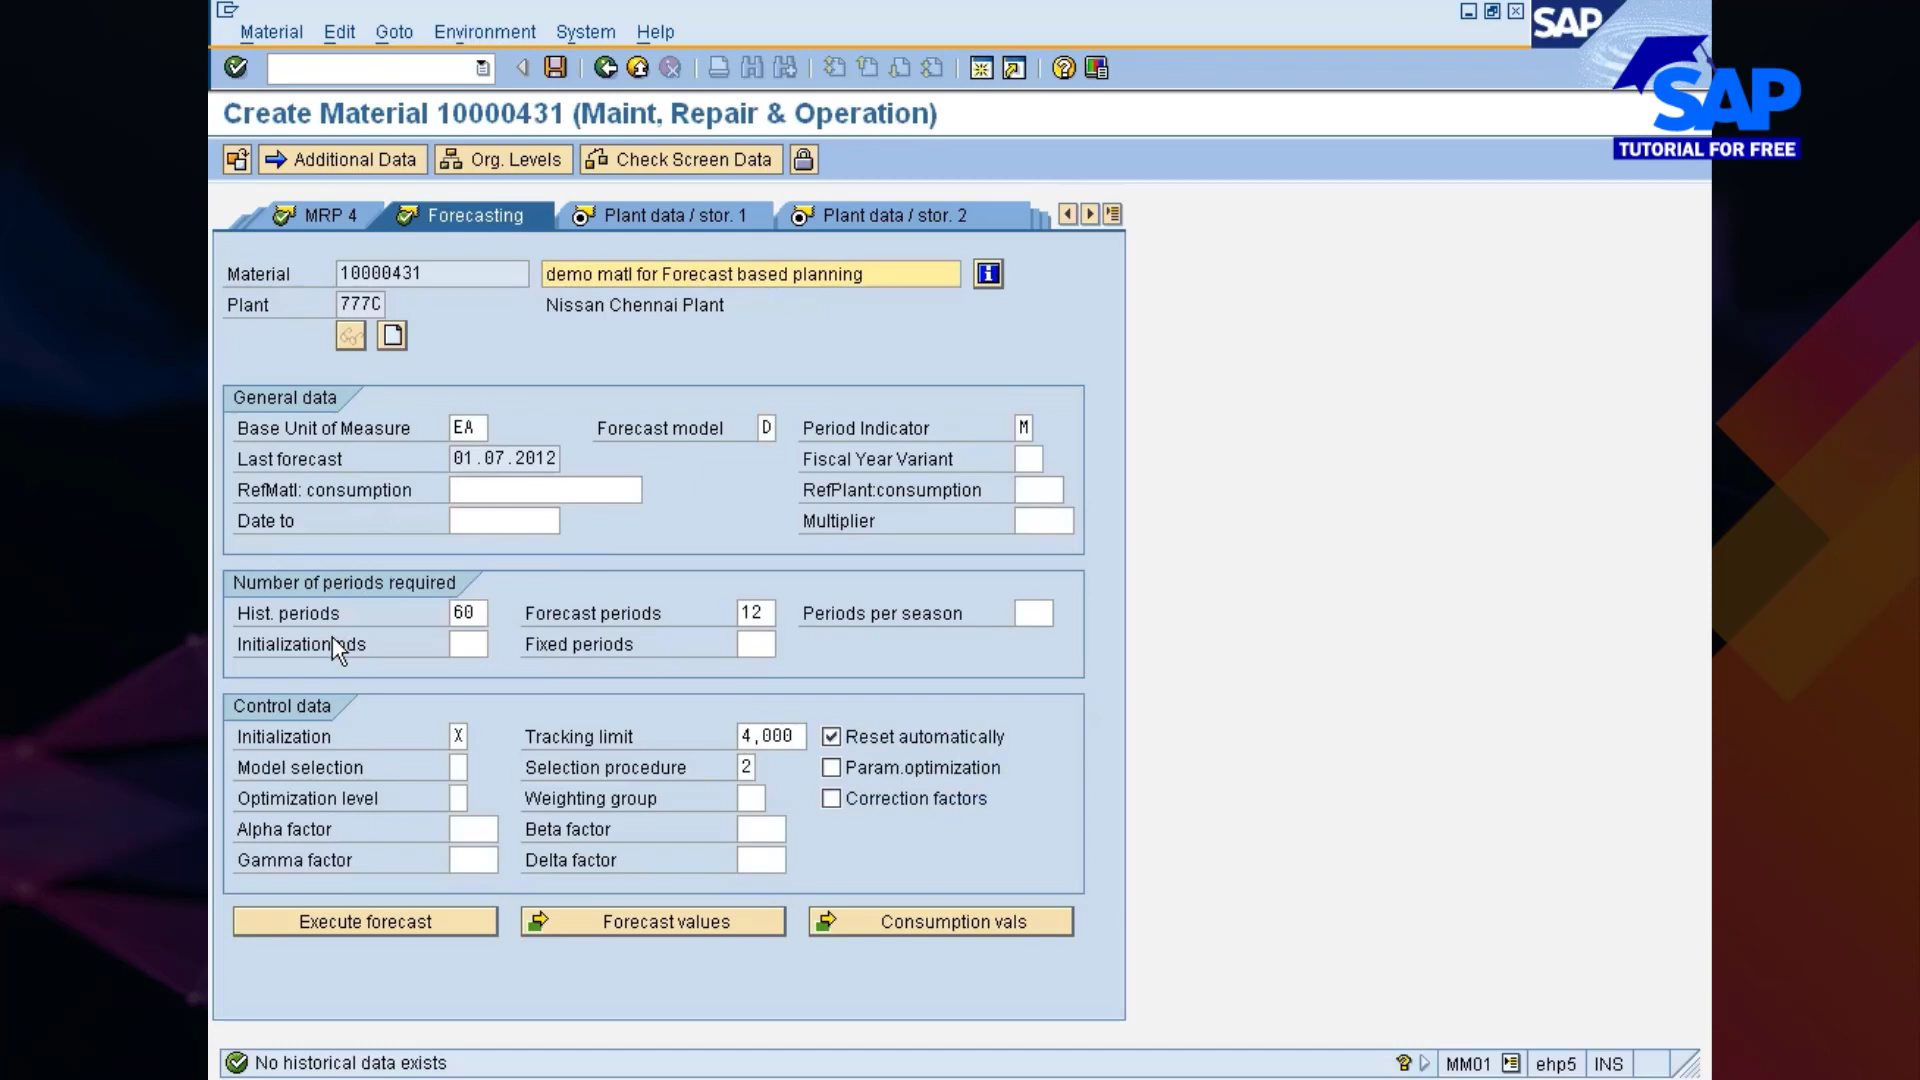 Material Edit Goto Environment System Help
SAP
SAP
TUTORIAL FOR FREE
Create Material 10000431 (Maint, Repair & Operation)
Additional Data Org. Levels Check Screen Data
MRP 4 Forecasting Plant data / stor. 1 Plant data / stor. 2
Material 10000431 demo matl for Forecast based planning
Plant 777C Nissan Chennai Plant
General data
Base Unit of Measure EA Forecast model D Period Indicator M
Last forecast 01.07.2012 Fiscal Year Variant
RefMatl: consumption RefPlant:consumption
Date to Multiplier
Number of periods required
Hist. periods 60 Forecast periods 12 Periods per season
Initialization pds Fixed periods
Control data
Initialization X Tracking limit 4,000 Reset automatically
Model selection Selection procedure 2 Param.optimization
Optimization level Weighting group Correction factors
Alpha factor Beta factor
Gamma factor Delta factor
Execute forecast Forecast values Consumption vals
No historical data exists MM01 ehp5 INS